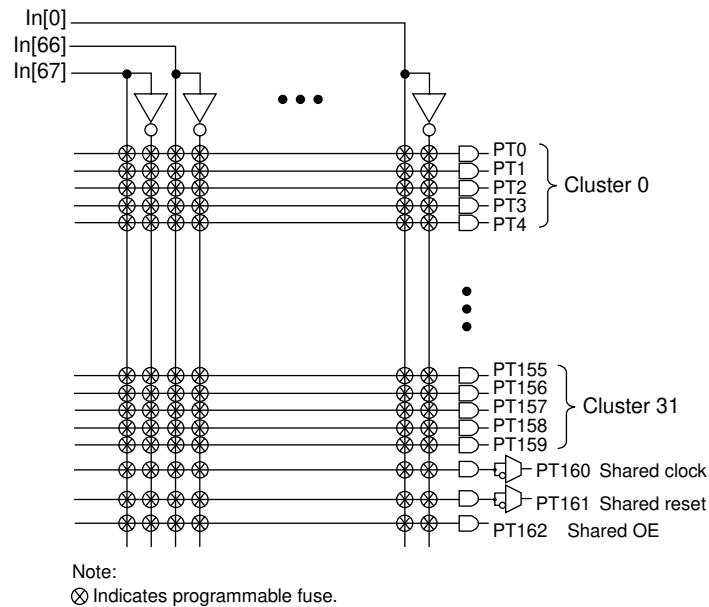 In[0]
In[66]
In[67]
PT0
PT1
PT2
PT3
PT4
Cluster 0
PT155
PT156
PT157
PT158
PT159
Cluster 31
PT160 Shared clock
PT161 Shared reset
PT162 Shared OE
Note:
⊗ Indicates programmable fuse.